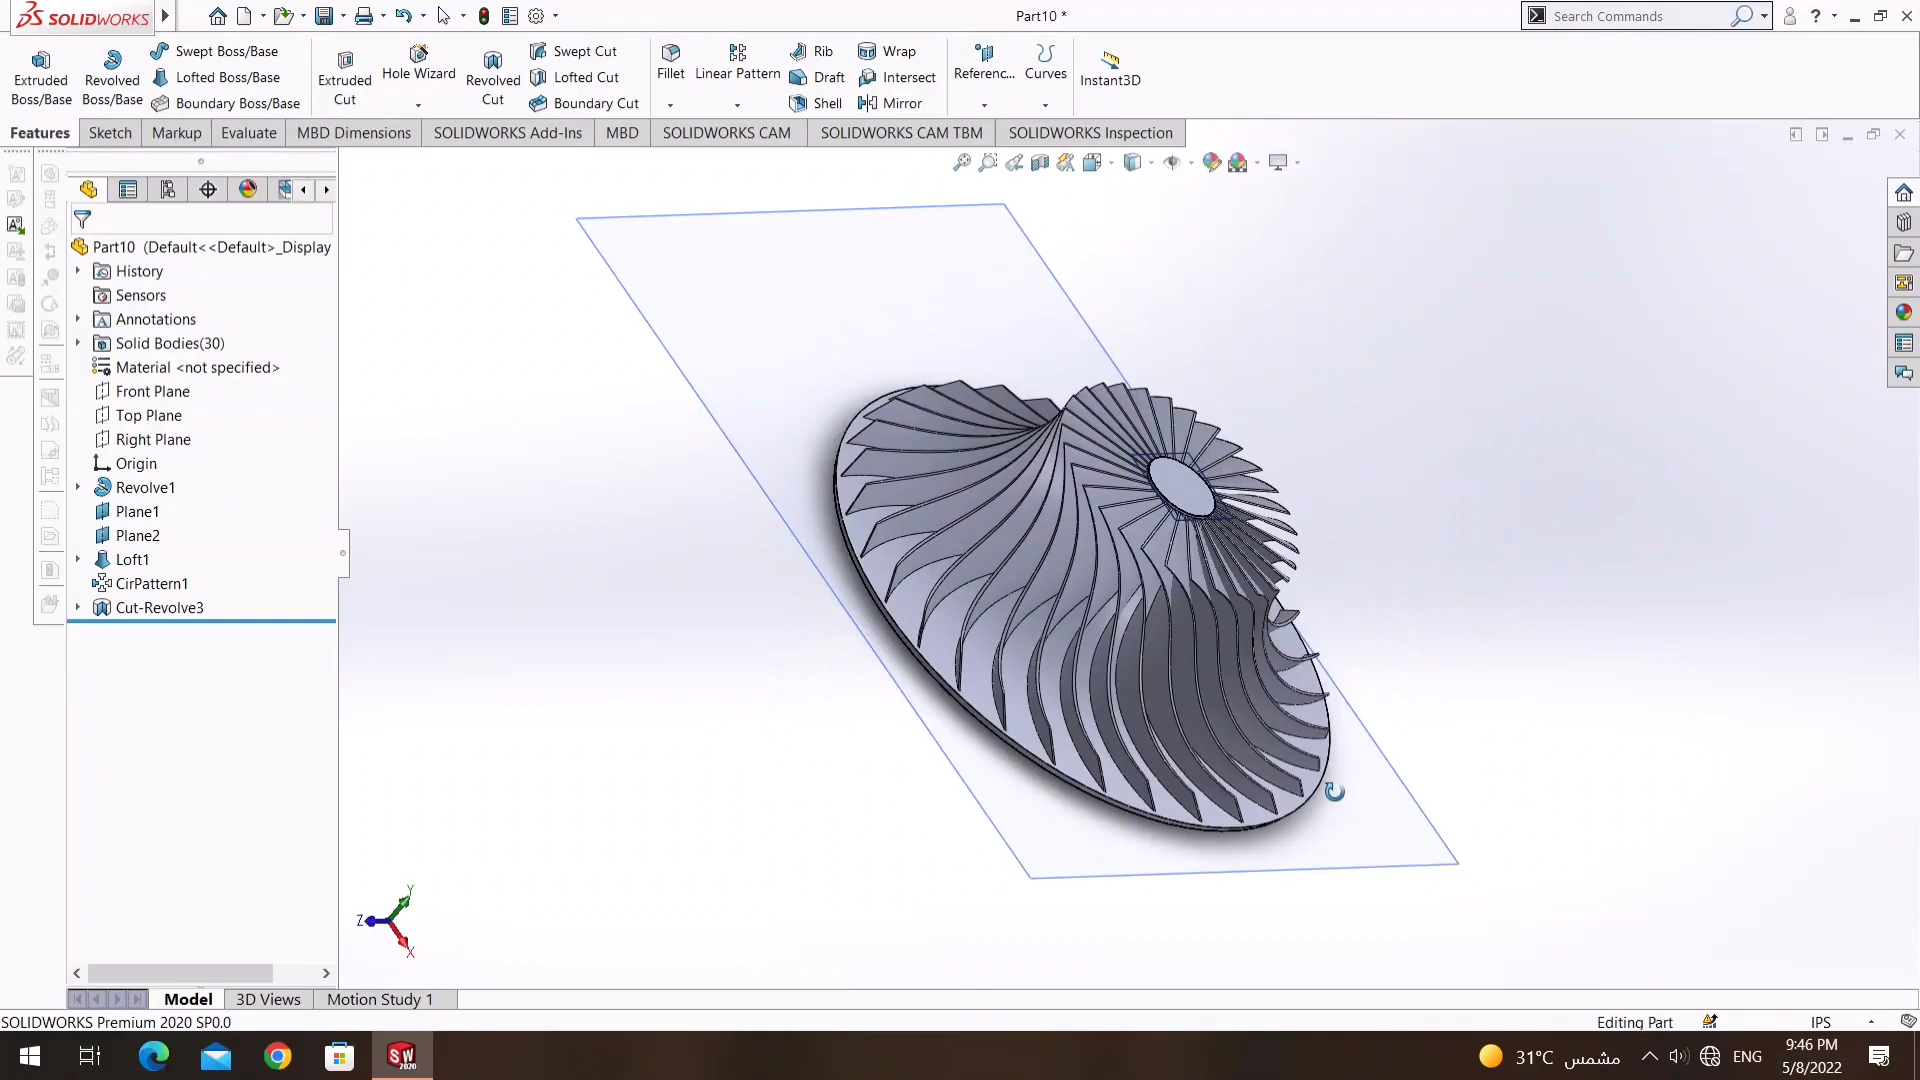 SOLIDWORKS
Part10 *
Search Commands
Extruded Boss/Base
Revolved Boss/Base
Swept Boss/Base
Lofted Boss/Base
Boundary Boss/Base
Extruded Cut
Hole Wizard
Revolved Cut
Swept Cut
Lofted Cut
Boundary Cut
Fillet
Linear Pattern
Rib
Draft
Shell
Wrap
Intersect
Mirror
Referenc...
Curves
Instant3D
Features
Sketch
Markup
Evaluate
MBD Dimensions
SOLIDWORKS Add-Ins
MBD
SOLIDWORKS CAM
SOLIDWORKS CAM TBM
SOLIDWORKS Inspection
Part10 (Default<<Default>_Display
History
Sensors
Annotations
Solid Bodies(30)
Material <not specified>
Front Plane
Top Plane
Right Plane
Origin
Revolve1
Plane1
Plane2
Loft1
CirPattern1
Cut-Revolve3
Y
Z
X
Model
3D Views
Motion Study 1
SOLIDWORKS Premium 2020 SP0.0
Editing Part
IPS
SW
2020
31°C مشمس
ENG
9:46 PM
5/8/2022